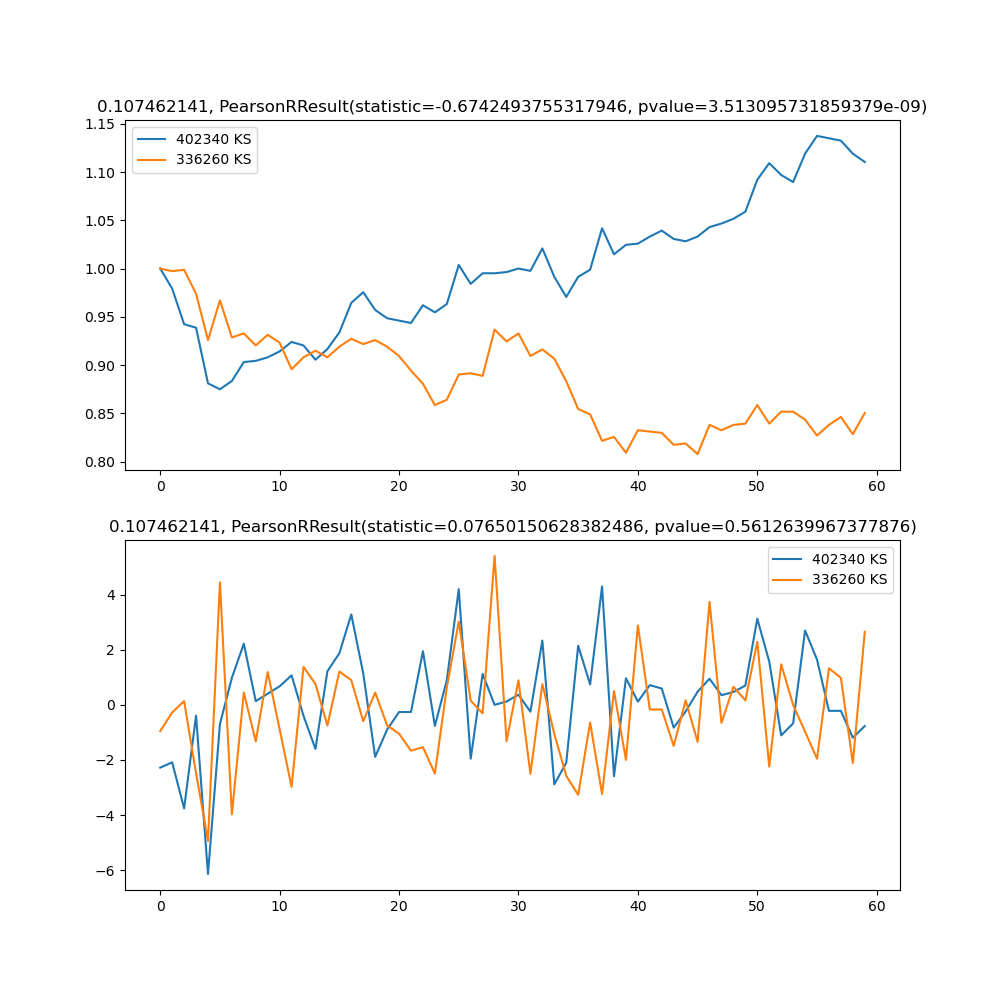 0.107462141, PearsonRResult(statistic=-0.6742493755317946, pvalue=3.513095731859379e-09)
402340 KS
336260 KS
1.15
1.10
1.05
1.00
0.95
0.90
0.85
0.80
0 10 20 30 40 50 60
0.107462141, PearsonRResult(statistic=0.07650150628382486, pvalue=0.5612639967377876)
402340 KS
336260 KS
4
2
0
−2
−4
−6
0 10 20 30 40 50 60